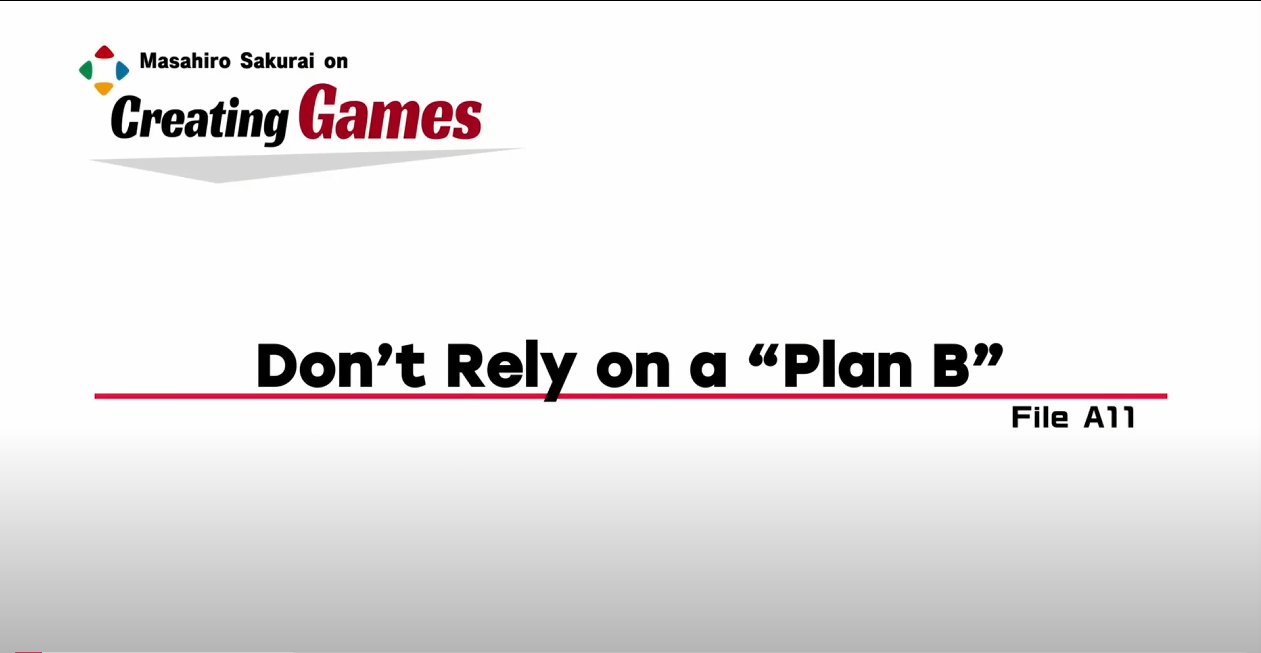 Masahiro Sakurai on
Creating Games
Don't Rely on a “Plan B”
File A11